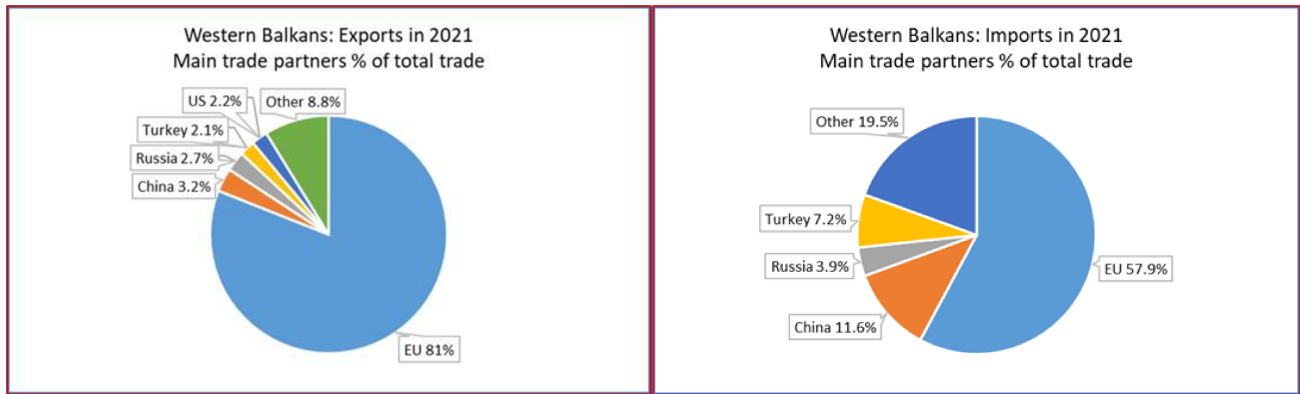 Western Balkans: Exports in 2021
Main trade partners % of total trade
US 2.2%
Other 8.8%
Turkey 2.1%
Russia 2.7%
China 3.2%
EU 81%
Western Balkans: Imports in 2021
Main trade partners % of total trade
Other 19.5%
Turkey 7.2%
Russia 3.9%
EU 57.9%
China 11.6%